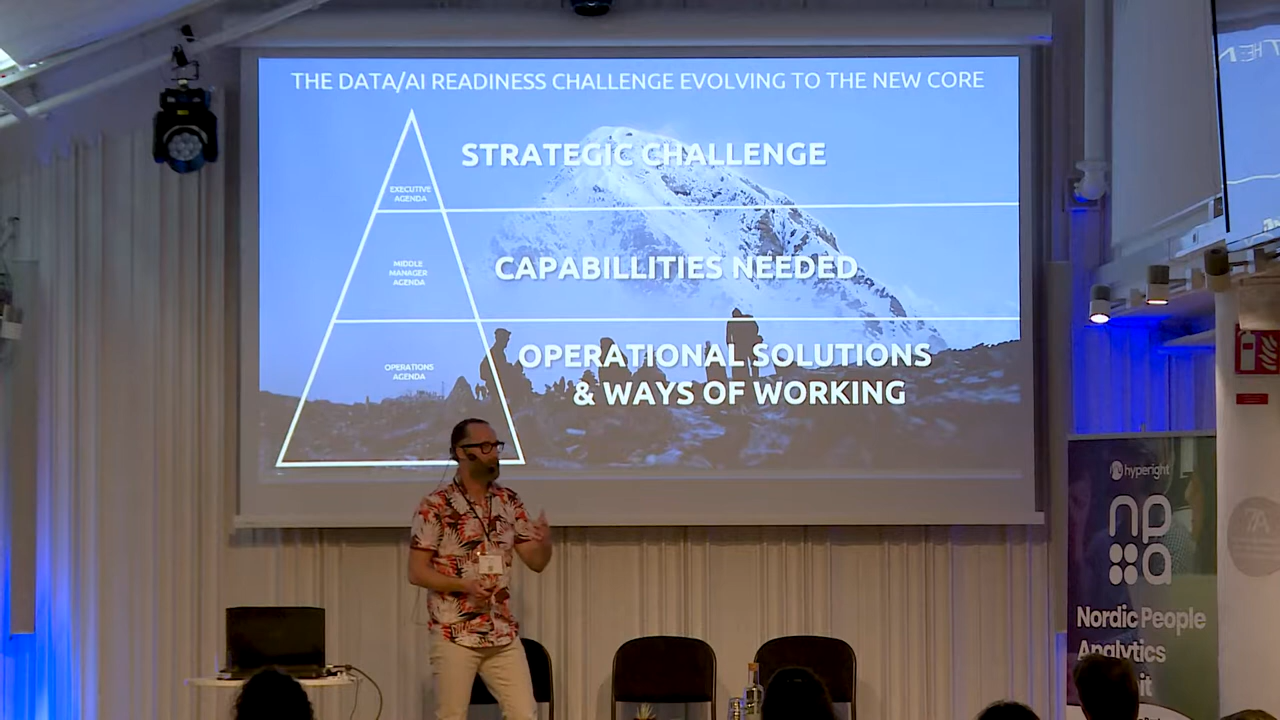 THE DATA/AI READINESS CHALLENGE EVOLVING TO THE NEW CORE
STRATEGIC CHALLENGE
EXECUTIVE
AGENDA
CAPABILLITIES NEEDED
MIDDLE
MANAGER
AGENDA
OPERATIONAL SOLUTIONS
& WAYS OF WORKING
OPERATIONS
AGENDA
hyperight
npa
Nordic People
Analytics